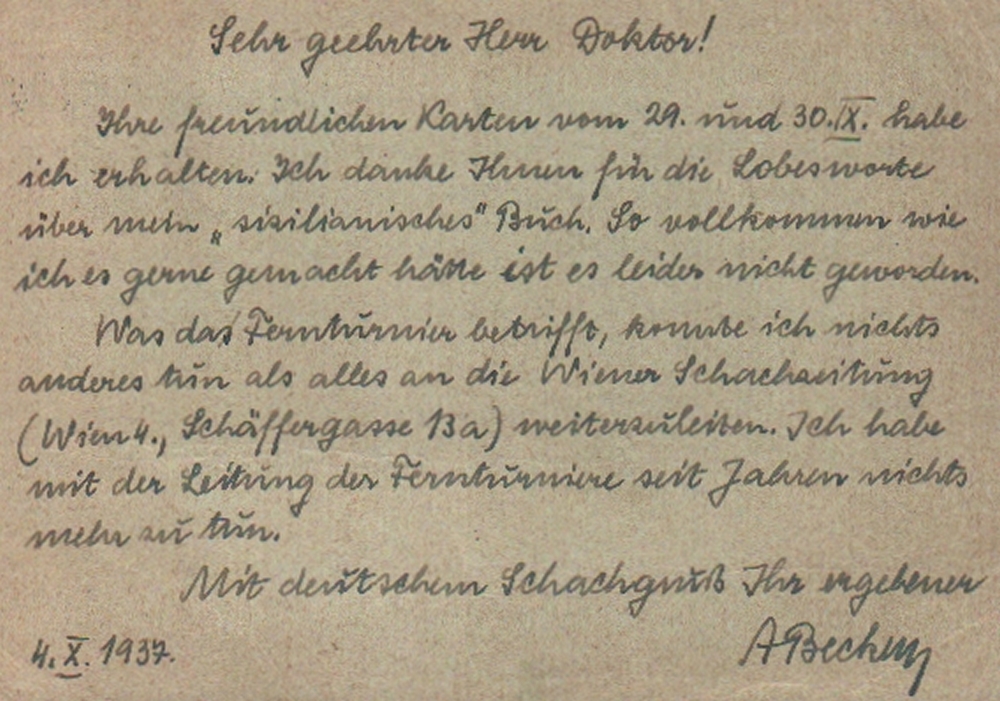 Sehr geehrter Herr Doktor!
Ihre freundlichen Karten vom 29. und 30.IX. habe
ich erhalten. Ich danke Ihnen für die Lobesworte
über mein „sizilianisches" Buch. So vollkommen wie
ich es gerne gemacht hätte ist es leider nicht geworden.
Was das Fernturnier betrifft, konnte ich nichts
anderes tun als alles an die Wiener Schachzeitung
(Wien 4., Schäffergasse 13a) weiterzuleiten. Ich habe
mit der Leitung der Fernturniere seit Jahren nichts
mehr zu tun.
Mit deutschem Schachgruß Ihr ergebener
4. X. 1937. ABecker